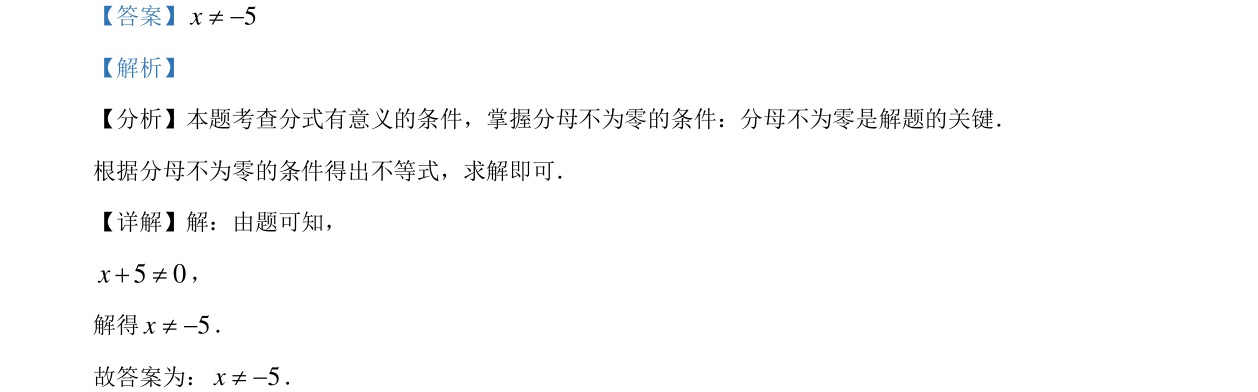 【答案】x ≠ −5
【解析】
【分析】本题考查分式有意义的条件，掌握分母不为零的条件：分母不为零是解题的关键．
根据分母不为零的条件得出不等式，求解即可．
【详解】解：由题可知，
x + 5 ≠ 0，
解得 x ≠ −5．
故答案为：x ≠ −5．